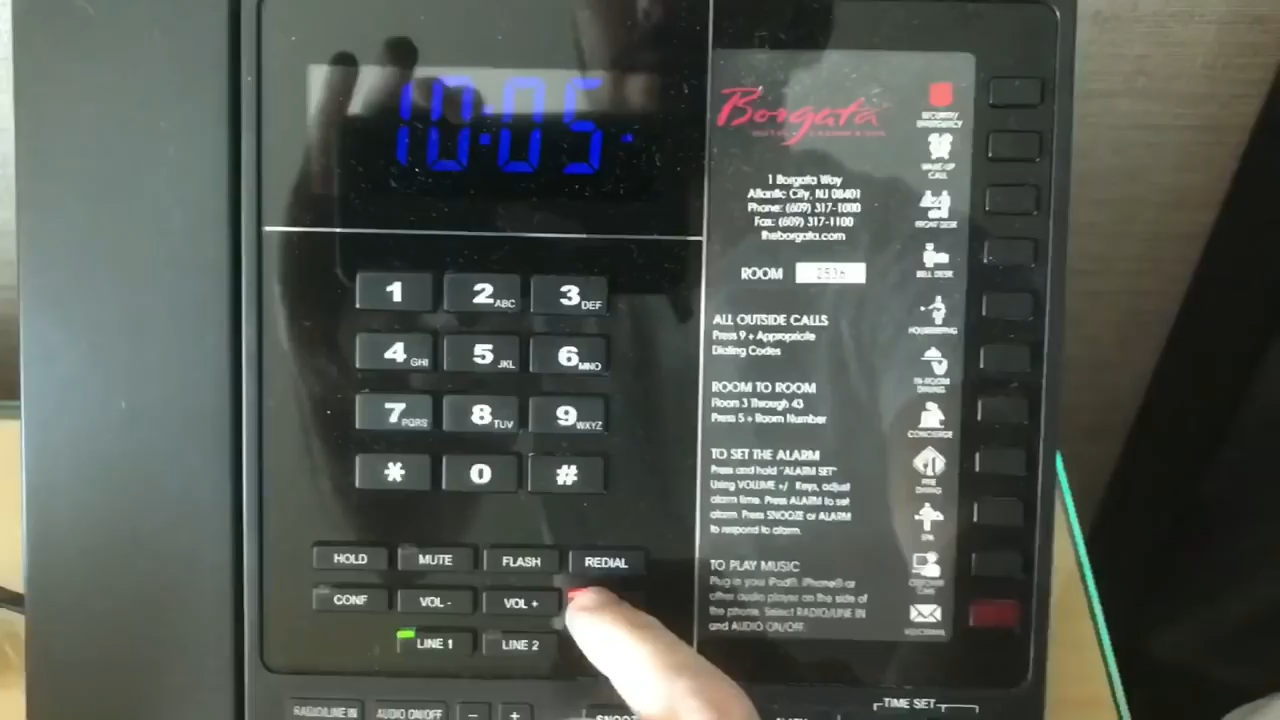 10:05
Borgata
1 Borgata Way
Atlantic City, NJ 08401
Phone: (609) 317-1000
Fax: (609) 317-1100
theborgata.com
ROOM 2536
ALL OUTSIDE CALLS
Press 9 + Appropriate
Dialing Codes
ROOM TO ROOM
Floor 3 Through 43
Press 5 + Room Number
TO SET THE ALARM
Press and hold "ALARM SET"
Using VOLUME +/ Keys, adjust
alarm time. Press ALARM to set
alarm. Press SNOOZE or ALARM
to respond to alarm.
TO PLAY MUSIC
Plug in your iPod®, iPhone® or
other audio player on the side of
the phone. Select RADIO/LINE IN
and AUDIO ON/OFF.
SECURITY/
EMERGENCY
WAKE-UP
CALL
FRONT DESK
BELL DESK
HOUSEKEEPING
IN-ROOM
DINING
CONCIERGE
FINE
DINING
SPA
VOICEMAIL
1 2 ABC 3 DEF
4 GHI 5 JKL 6 MNO
7 PQRS 8 TUV 9 WXYZ
* 0 #
HOLD MUTE FLASH REDIAL
CONF VOL - VOL +
LINE 1 LINE 2
RADIO/LINE IN AUDIO ON/OFF - +
TIME SET